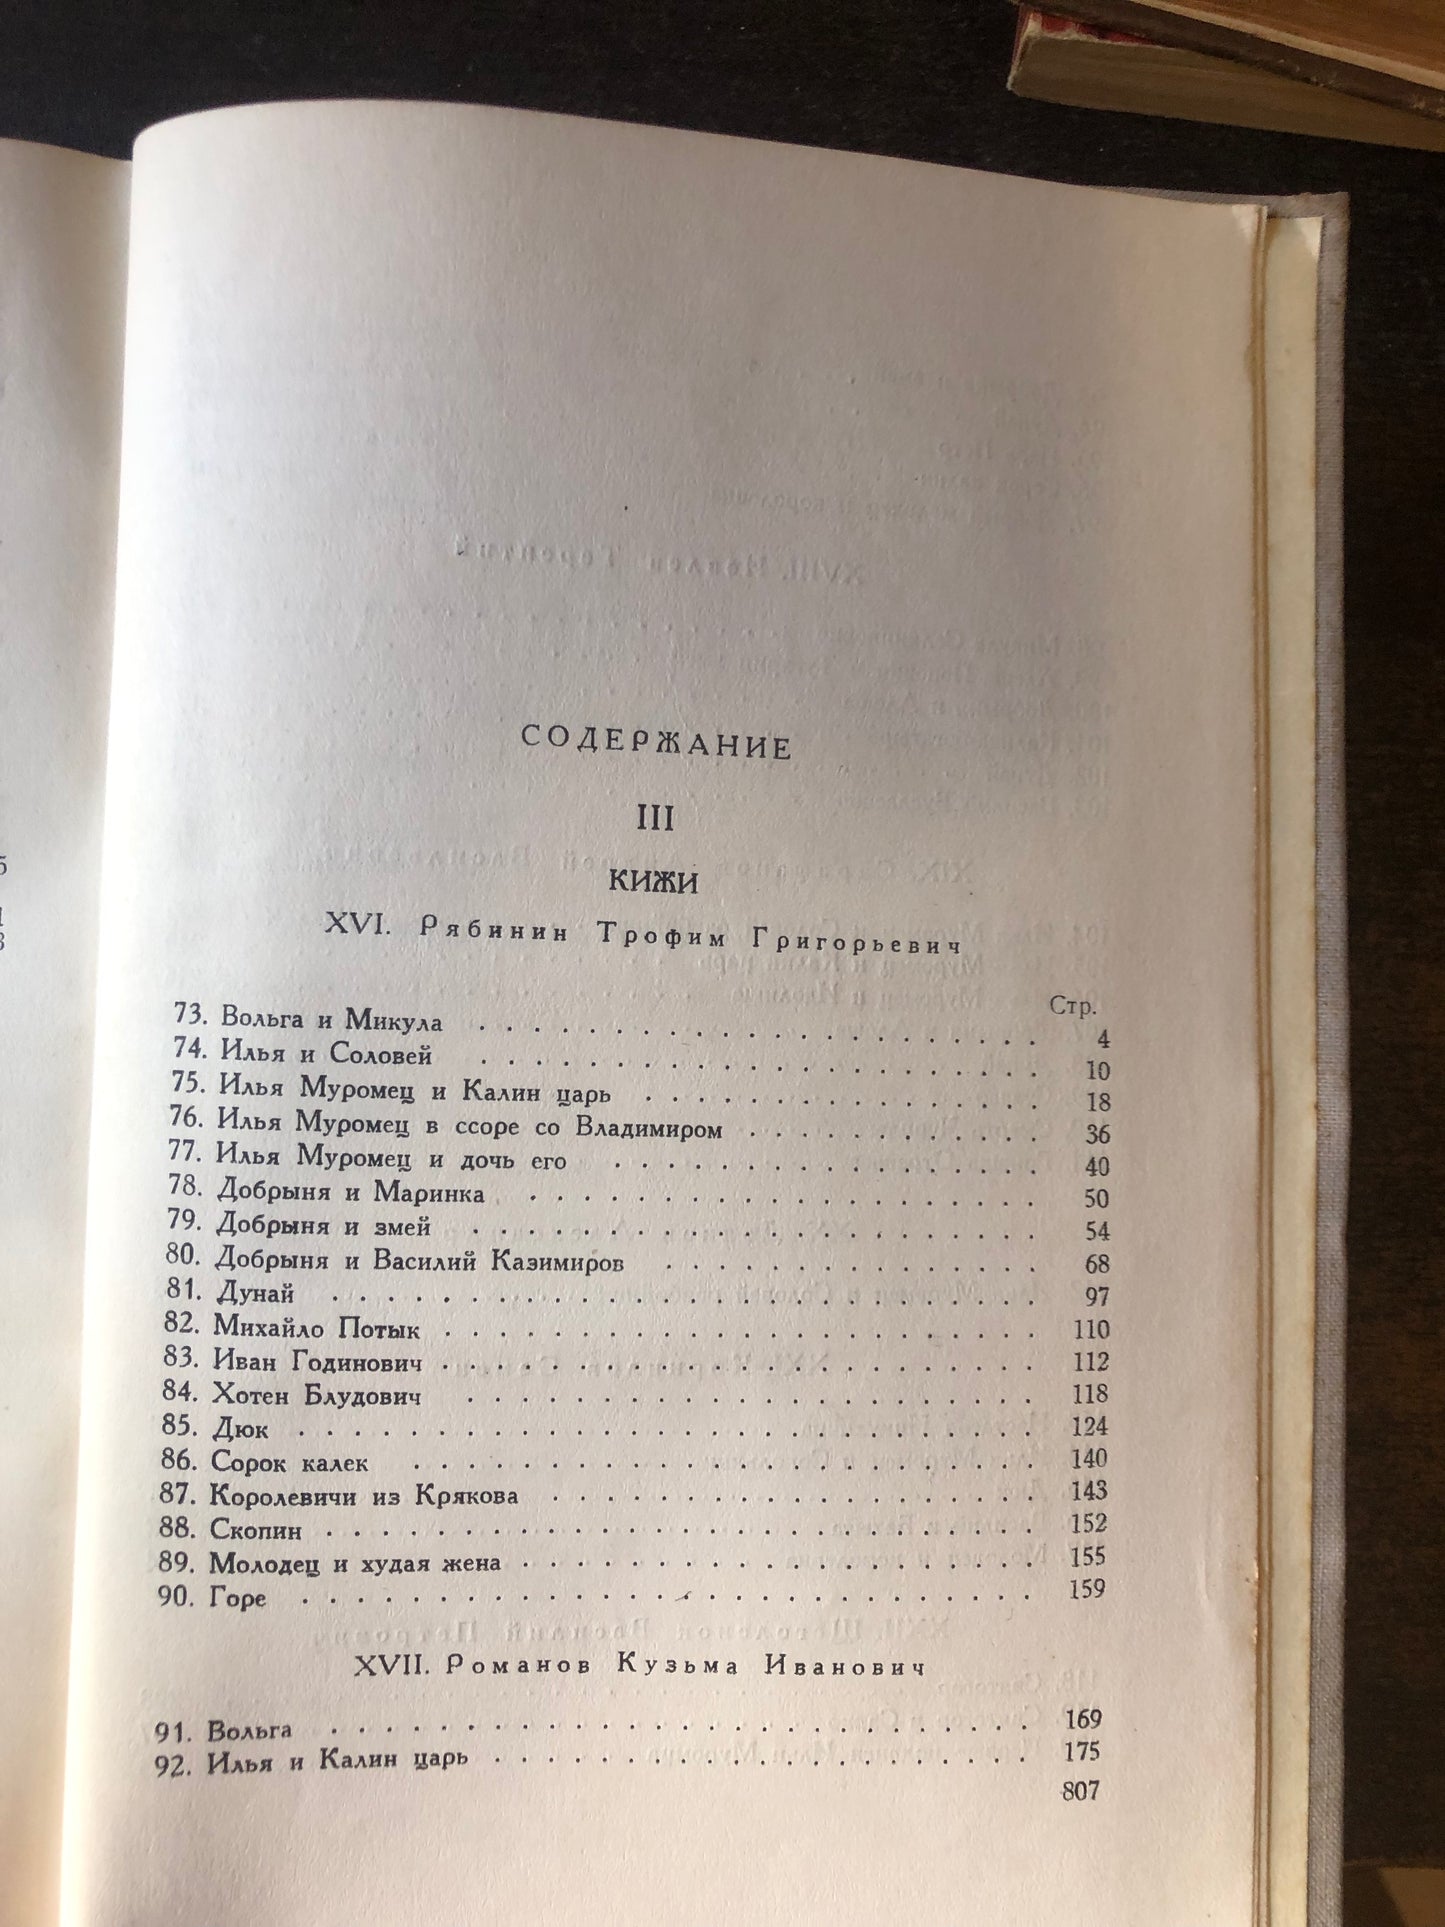 СОДЕРЖАНИЕ
III
КИЖИ
XVI. Рябинин Трофим Григорьевич
Стр.
73. Вольга и Микула . . . . . . . . . . . . . . . . . . . . 4
74. Илья и Соловей . . . . . . . . . . . . . . . . . . . . 10
75. Илья Муромец и Калин царь . . . . . . . . . . . . . . 18
76. Илья Муромец в ссоре со Владимиром . . . . . . . . . . . 36
77. Илья Муромец и дочь его . . . . . . . . . . . . . . . . 40
78. Добрыня и Маринка . . . . . . . . . . . . . . . . . . . 50
79. Добрыня и змей . . . . . . . . . . . . . . . . . . . . 54
80. Добрыня и Василий Казимиров . . . . . . . . . . . . . . 68
81. Дунай . . . . . . . . . . . . . . . . . . . . . . . . . 97
82. Михайло Потык . . . . . . . . . . . . . . . . . . . . . 110
83. Иван Годинович . . . . . . . . . . . . . . . . . . . . . 112
84. Хотен Блудович . . . . . . . . . . . . . . . . . . . . . 118
85. Дюк . . . . . . . . . . . . . . . . . . . . . . . . . . 124
86. Сорок калек . . . . . . . . . . . . . . . . . . . . . . 140
87. Королевичи из Крякова . . . . . . . . . . . . . . . . . 143
88. Скопин . . . . . . . . . . . . . . . . . . . . . . . . . 152
89. Молодец и худая жена . . . . . . . . . . . . . . . . . . 155
90. Горе . . . . . . . . . . . . . . . . . . . . . . . . . . 159
XVII. Романов Кузьма Иванович
91. Вольга . . . . . . . . . . . . . . . . . . . . . . . . . 169
92. Илья и Калин царь . . . . . . . . . . . . . . . . . . . 175
807